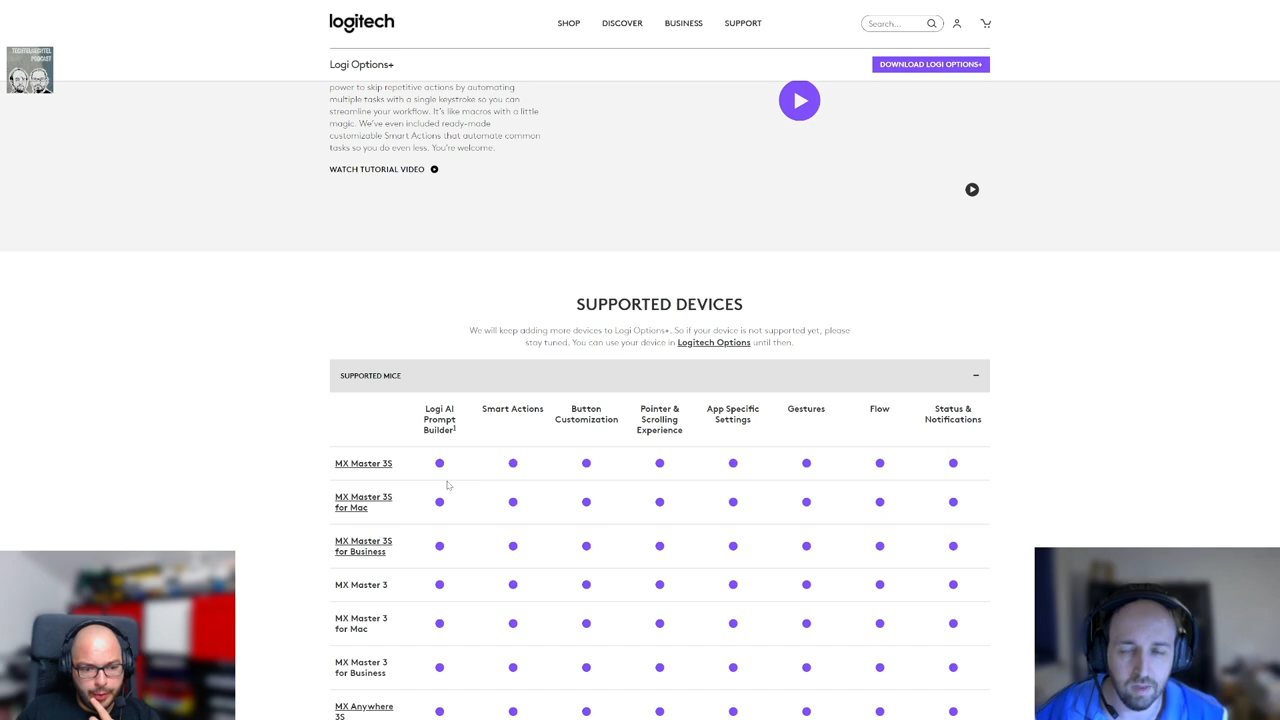 logitech
SHOP DISCOVER BUSINESS SUPPORT
Search...
TECHTELMECHTEL
PODCAST
Logi Options+
DOWNLOAD LOGI OPTIONS+
power to skip repetitive actions by automating
multiple tasks with a single keystroke so you can
streamline your workflow. It's like macros with a little
magic. We've even included ready-made
customizable Smart Actions that automate common
tasks so you do even less. You're welcome.
WATCH TUTORIAL VIDEO
SUPPORTED DEVICES
We will keep adding more devices to Logi Options+. So if your device is not supported yet, please
stay tuned. You can use your device in Logitech Options until then.
SUPPORTED MICE
Logi AI
Prompt
Builder1
Smart Actions
Button
Customization
Pointer &
Scrolling
Experience
App Specific
Settings
Gestures
Flow
Status &
Notifications
MX Master 3S
MX Master 3S
for Mac
MX Master 3S
for Business
MX Master 3
MX Master 3
for Mac
MX Master 3
for Business
MX Anywhere
3S